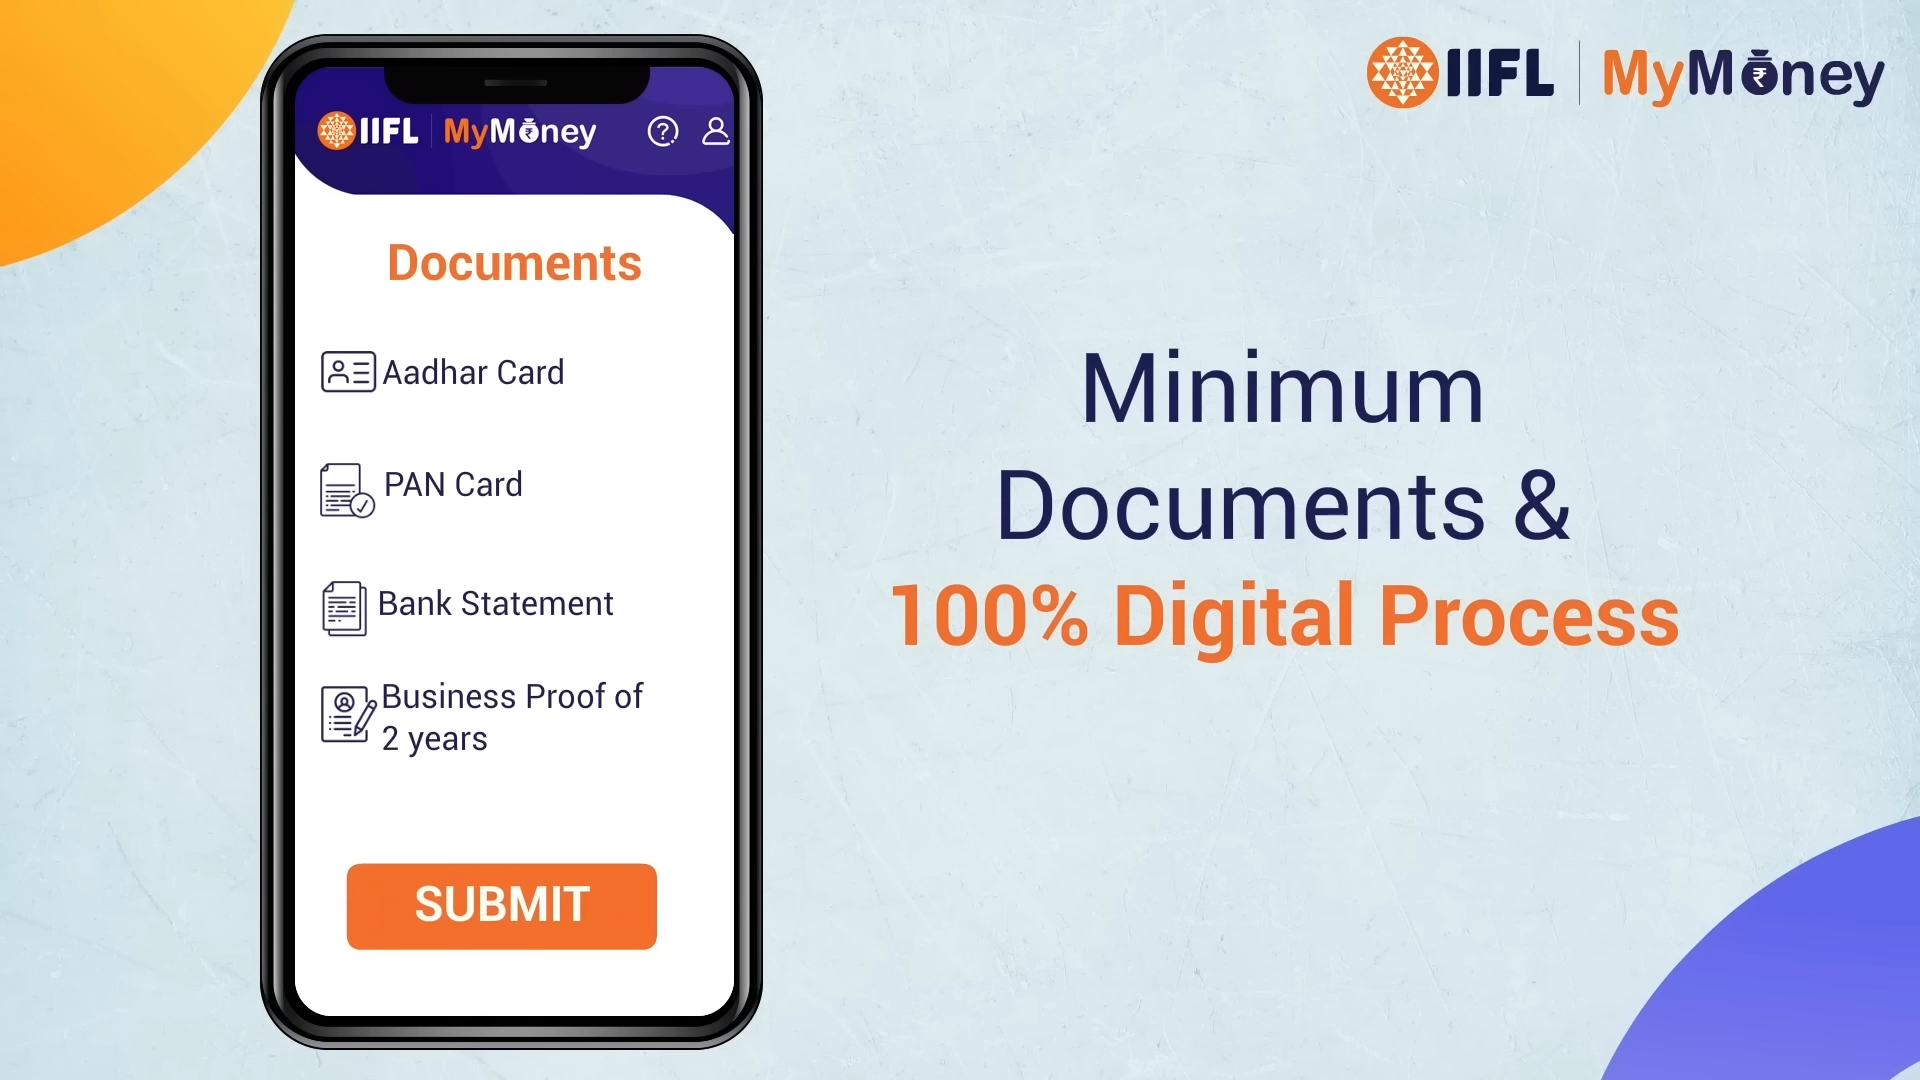 IIFL MyMoney
IIFL MyMoney
Documents
Aadhar Card
PAN Card
Bank Statement
Business Proof of
2 years
SUBMIT
Minimum
Documents &
100% Digital Process